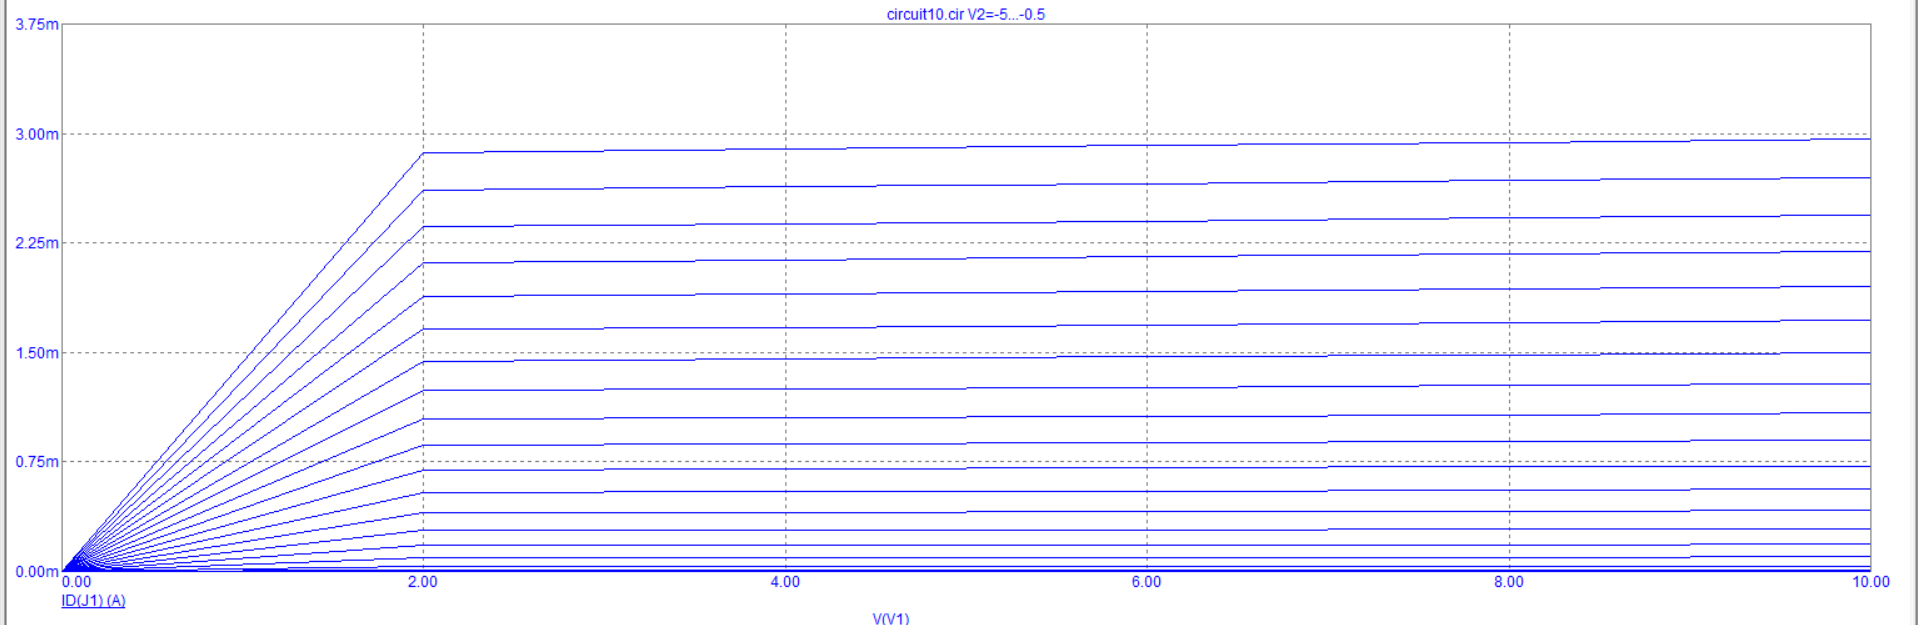 circuit10.cir V2=-5...-0.5
3.75m
3.00m
2.25m
1.50m
0.75m
0.00m
0.00 2.00 4.00 6.00 8.00 10.00
ID(J1) (A)
V(V1)